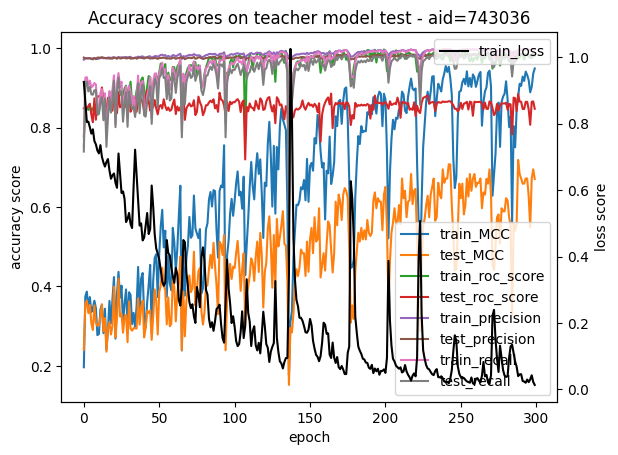 Accuracy scores on teacher model test - aid=743036
train_loss
accuracy score
1.0
0.8
0.6
0.4
0.2
loss score
1.0
0.8
0.6
0.4
0.2
0.0
train_MCC
test_MCC
train_roc_score
test_roc_score
train_precision
test_precision
train_recall
test_recall
0 50 100 150 200 250 300
epoch